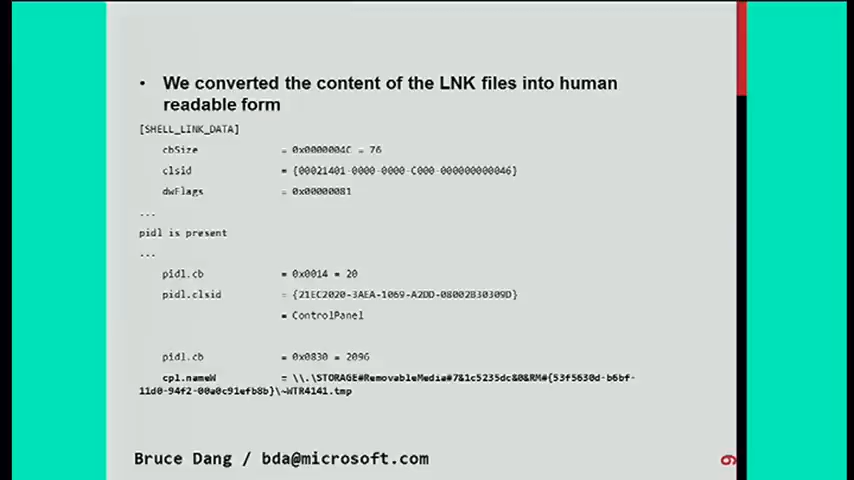 • We converted the content of the LNK files into human
readable form
[SHELL_LINK_DATA]
cbSize = 0x0000004C = 76
clsid = {00021401-0000-0000-C000-000000000046}
dwFlags = 0x00000081
...
pidl is present
...
pidl.cb = 0x0014 = 20
pidl.clsid = {21EC2020-3AEA-1069-A2DD-08002B30309D}
= ControlPanel
pidl.cb = 0x0830 = 2096
cpl.nameW = \\.\STORAGE#RemovableMedia#7&1c5235dc&0&RM#{53f5630d-b6bf-
11d0-94f2-00a0c91efb8b}\~WTR4141.tmp
Bruce Dang / bda@microsoft.com
9